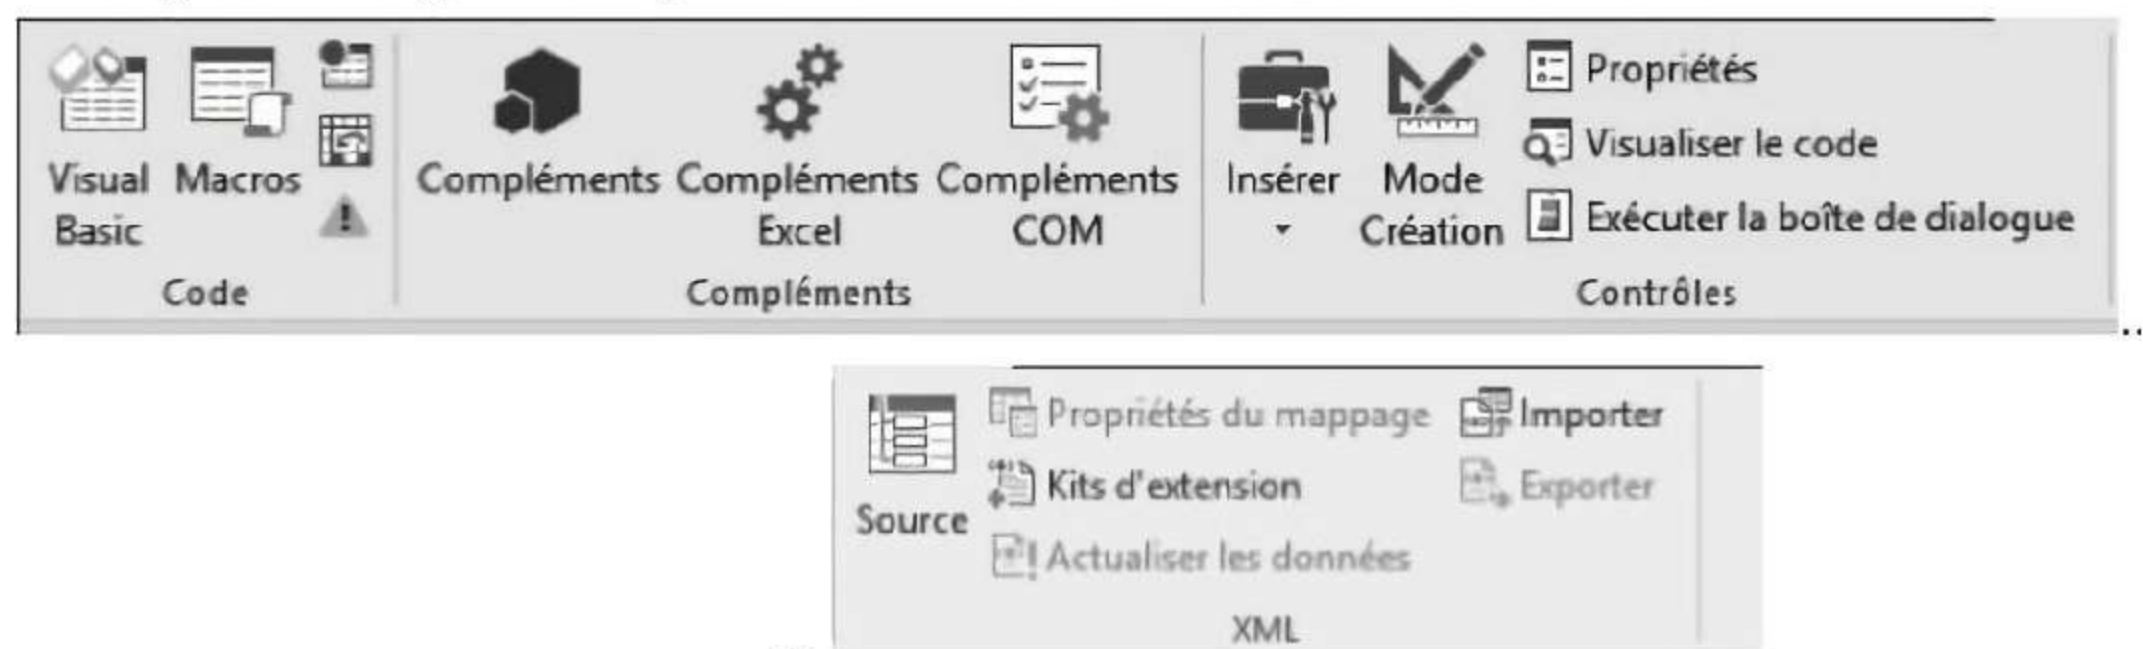 Visual Basic
Macros
Code
Compléments
Compléments Excel
Compléments COM
Compléments
Insérer
Mode Création
Propriétés
Visualiser le code
Exécuter la boîte de dialogue
Contrôles
..
Source
Propriétés du mappage
Kits d'extension
Actualiser les données
Importer
Exporter
XML